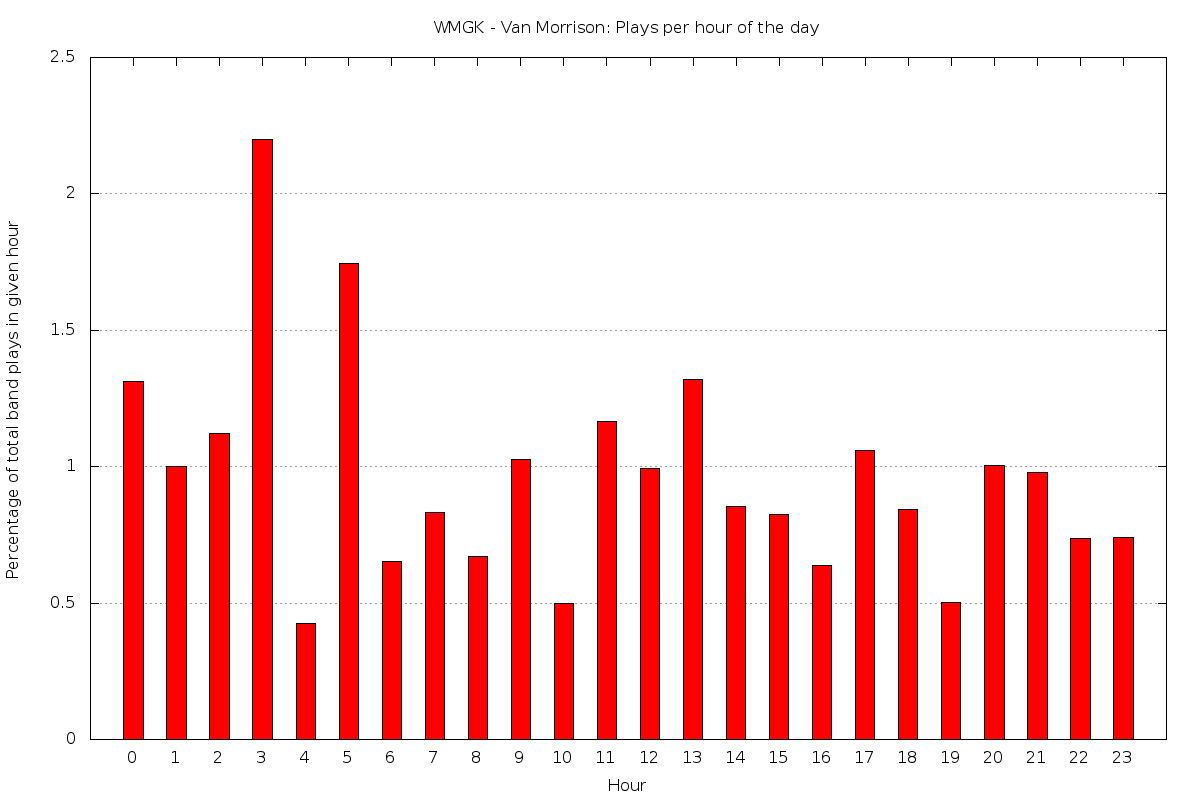 WMGK - Van Morrison: Plays per hour of the day
Percentage of total band plays in given hour
2.5
2
1.5
1
0.5
0
0 1 2 3 4 5 6 7 8 9 10 11 12 13 14 15 16 17 18 19 20 21 22 23
Hour